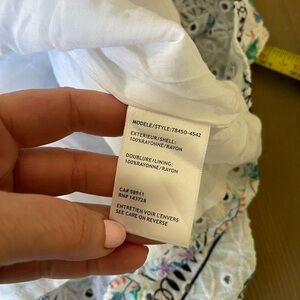 MODELE/STYLE:78450-4542
EXTERIEUR/SHELL:
100%RAYONNE/RAYON
DOUBLURE/LINING:
100%RAYONNE/RAYON
CA# 58911
RN# 143728
ENTRETIEN VOIR L'ENVERS
SEE CARE ON REVERSE